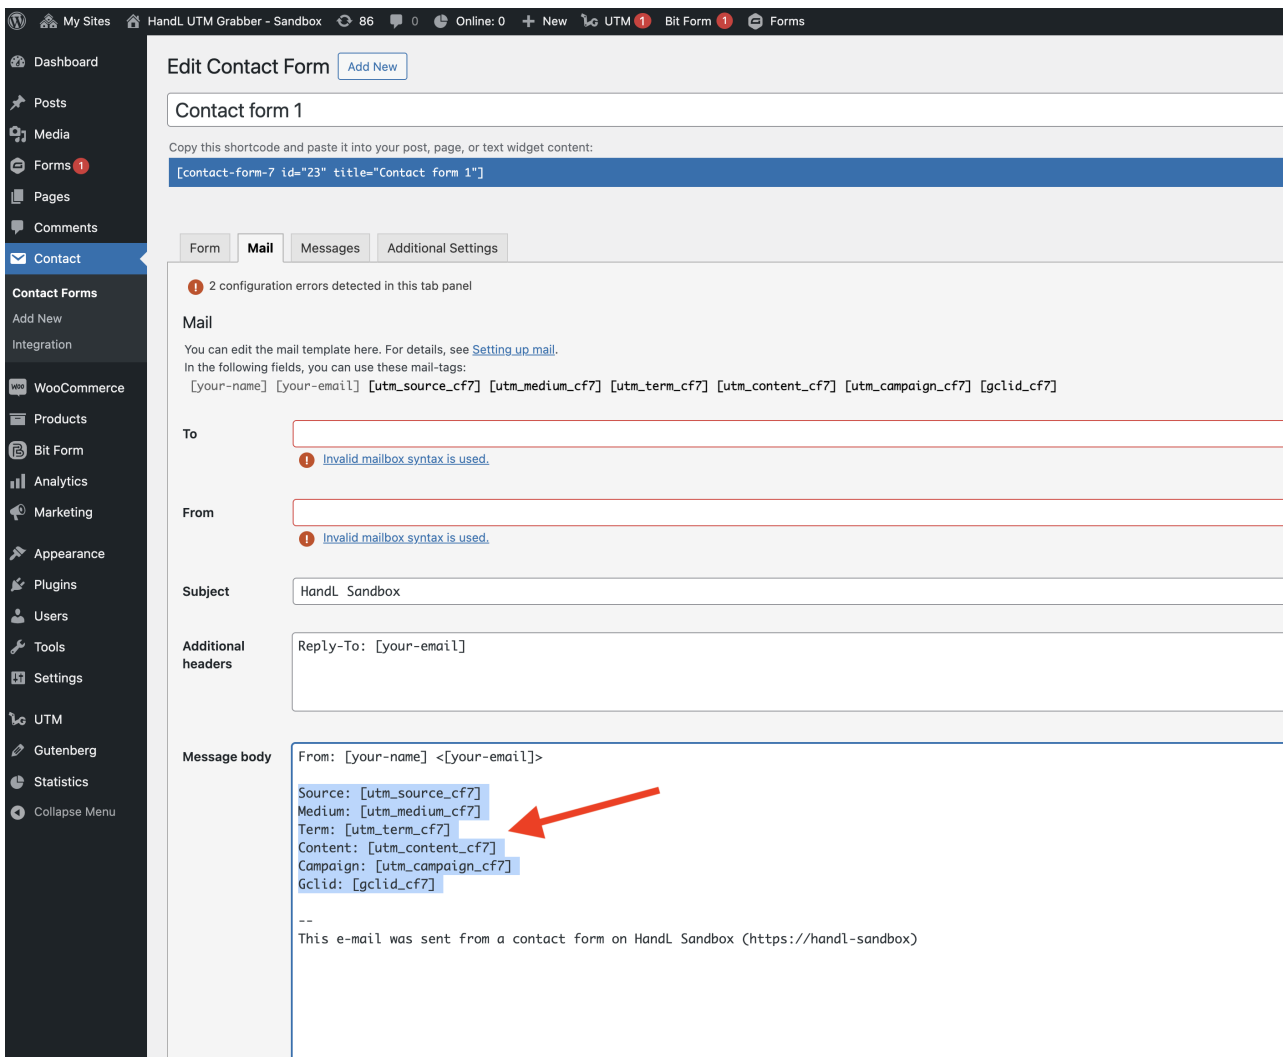 My Sites HandL UTM Grabber - Sandbox 86 0 Online: 0 New UTM 1 Bit Form 1 Forms
Dashboard
Posts
Media
Forms 1
Pages
Comments
Contact
Contact Forms
Add New
Integration
WooCommerce
Products
Bit Form
Analytics
Marketing
Appearance
Plugins
Users
Tools
Settings
UTM
Gutenberg
Statistics
Collapse Menu
Edit Contact Form Add New
Contact form 1
Copy this shortcode and paste it into your post, page, or text widget content:
[contact-form-7 id="23" title="Contact form 1"]
Form Mail Messages Additional Settings
2 configuration errors detected in this tab panel
Mail
You can edit the mail template here. For details, see Setting up mail.
In the following fields, you can use these mail-tags:
[your-name] [your-email] [utm_source_cf7] [utm_medium_cf7] [utm_term_cf7] [utm_content_cf7] [utm_campaign_cf7] [gclid_cf7]
To
Invalid mailbox syntax is used.
From
Invalid mailbox syntax is used.
Subject HandL Sandbox
Additional headers
Reply-To: [your-email]
Message body
From: [your-name] <[your-email]>
Source: [utm_source_cf7]
Medium: [utm_medium_cf7]
Term: [utm_term_cf7]
Content: [utm_content_cf7]
Campaign: [utm_campaign_cf7]
Gclid: [gclid_cf7]
--
This e-mail was sent from a contact form on HandL Sandbox (https://handl-sandbox)